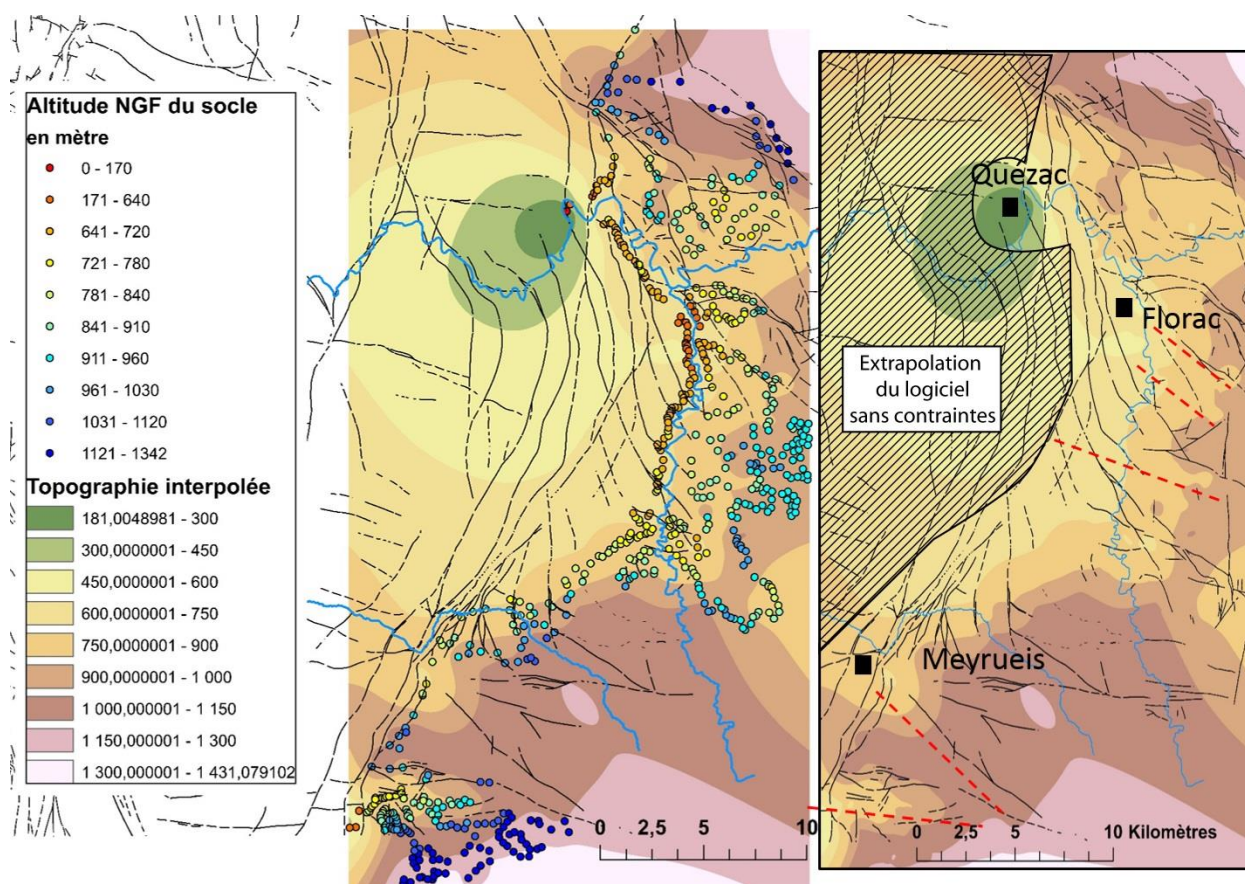 Altitude NGF du socle
en mètre
0 - 170
171 - 640
641 - 720
721 - 780
781 - 840
841 - 910
911 - 960
961 - 1030
1031 - 1120
1121 - 1342
Topographie interpolée
181,0048981 - 300
300,0000001 - 450
450,0000001 - 600
600,0000001 - 750
750,0000001 - 900
900,0000001 - 1 000
1 000,000001 - 1 150
1 150,000001 - 1 300
1 300,000001 - 1 431,079102
0 2,5 5 10
Quézac
Florac
Extrapolation
du logiciel
sans contraintes
Meyrueis
0 2,5 5 10 Kilomètres